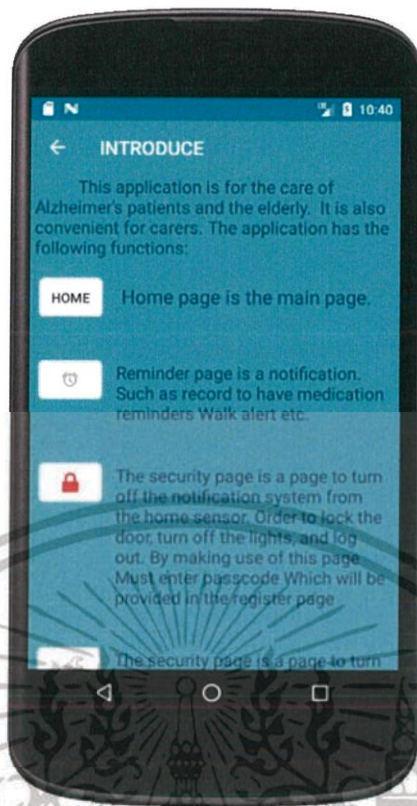 10:40
INTRODUCE
This application is for the care of
Alzheimer's patients and the elderly. It is also
convenient for carers. The application has the
following functions:
HOME Home page is the main page.
Reminder page is a notification.
Such as record to have medication
reminders Walk alert etc.
The security page is a page to turn
off the notification system from
the home sensor. Order to lock the
door, turn off the lights, and log
out. By making use of this page
Must enter passcode Which will be
provided in the register page
The security page is a page to turn